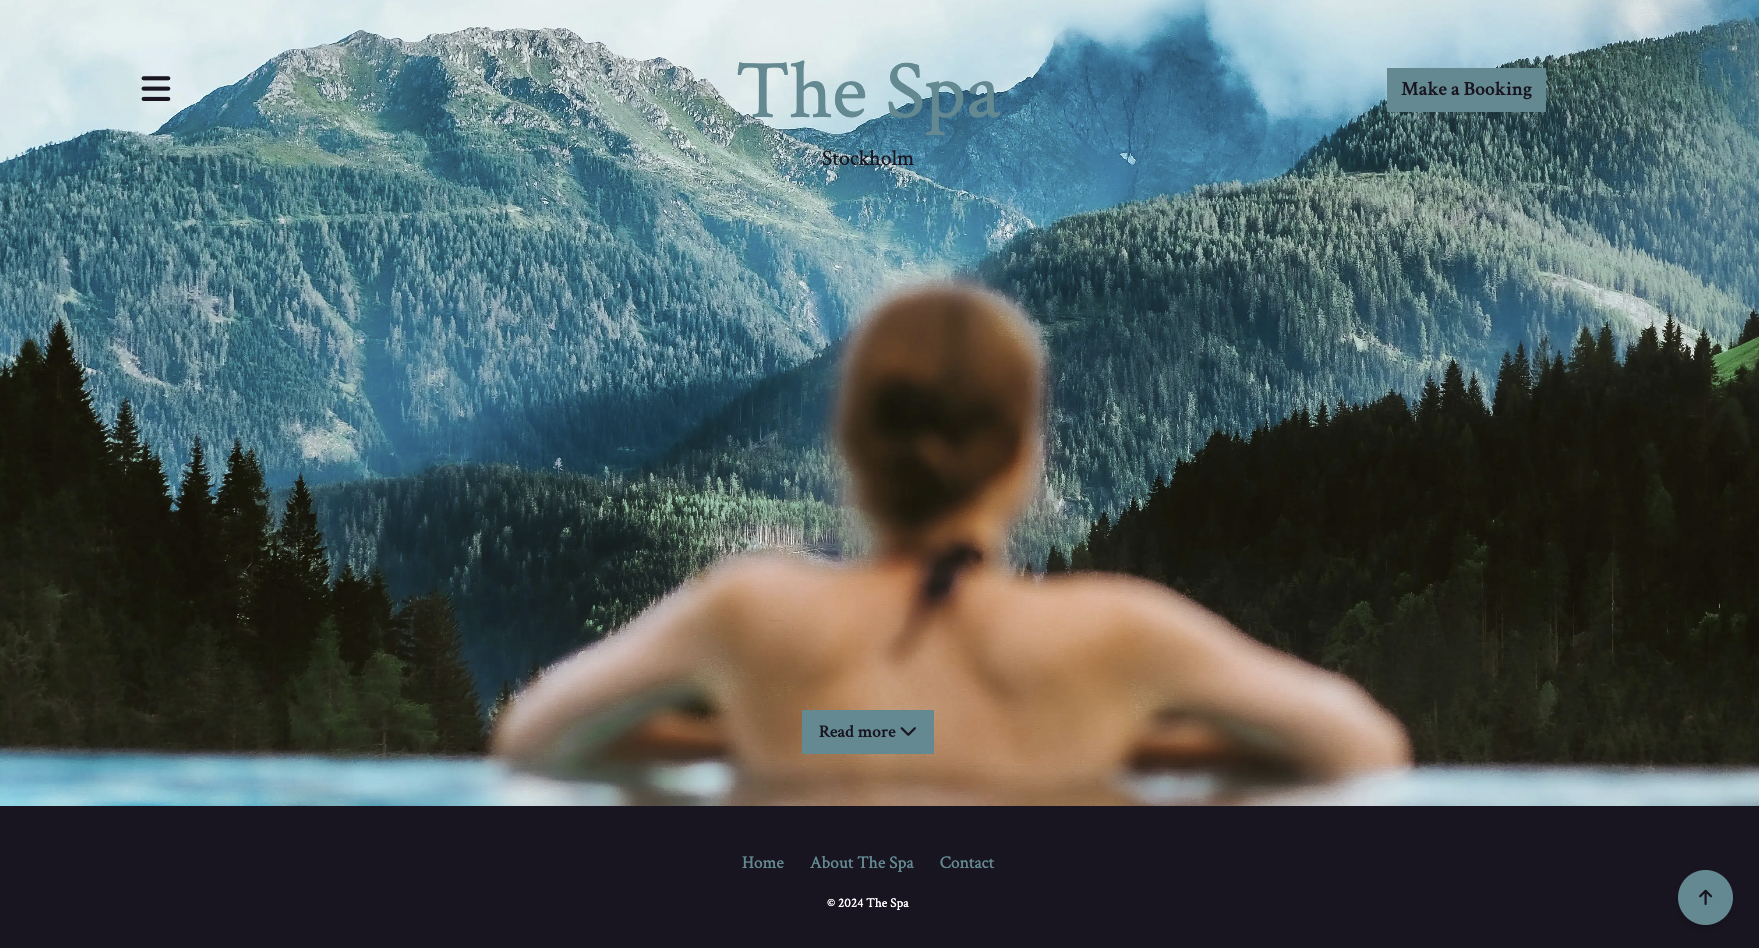 The Spa
Make a Booking
Stockholm
Read more
Home About The Spa Contact
© 2024 The Spa